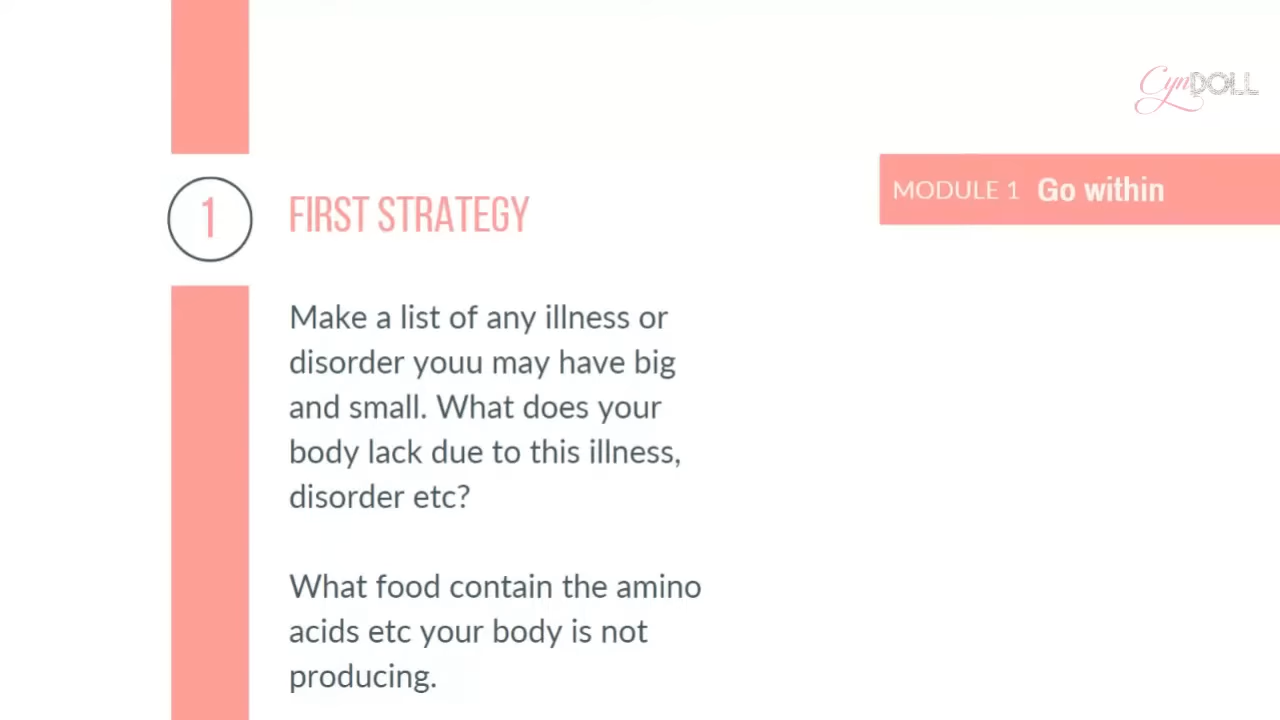 CynDOLL
MODULE 1 Go within
1 FIRST STRATEGY
Make a list of any illness or
disorder youu may have big
and small. What does your
body lack due to this illness,
disorder etc?
What food contain the amino
acids etc your body is not
producing.